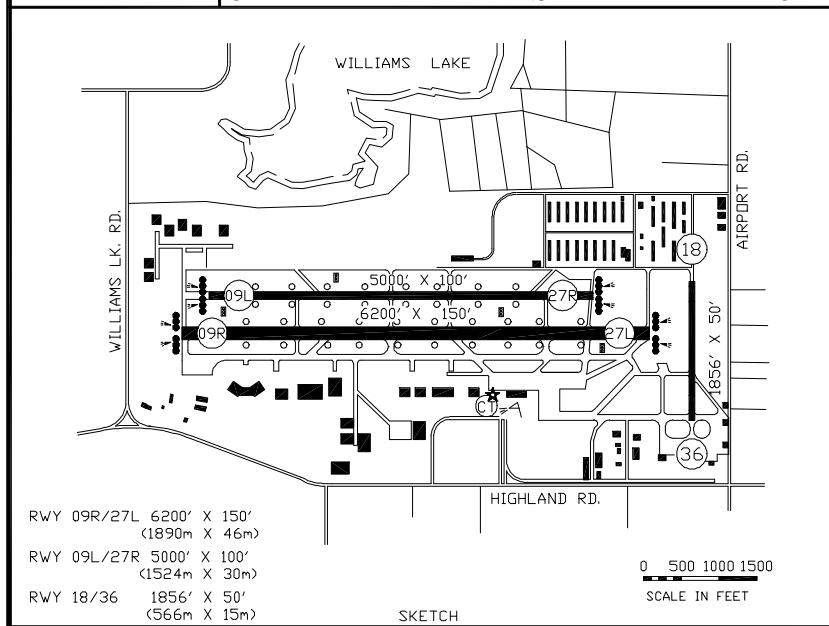 WILLIAMS LAKE
AIRPORT RD.
WILLIAMS LK. RD.
18
5000' X 100'
09L
27R
6200' X 150'
09R
27L
1856' X 50'
CT
36
HIGHLAND RD.
RWY 09R/27L 6200' X 150'
(1890m X 46m)
RWY 09L/27R 5000' X 100'
(1524m X 30m)
RWY 18/36 1856' X 50'
(566m X 15m)
0 500 1000 1500
SCALE IN FEET
SKETCH